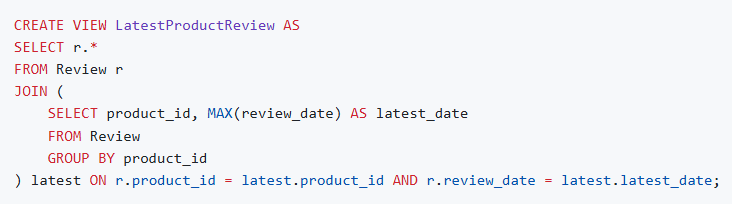 CREATE VIEW LatestProductReview AS
SELECT r.*
FROM Review r
JOIN (
    SELECT product_id, MAX(review_date) AS latest_date
    FROM Review
    GROUP BY product_id
) latest ON r.product_id = latest.product_id AND r.review_date = latest.latest_date;